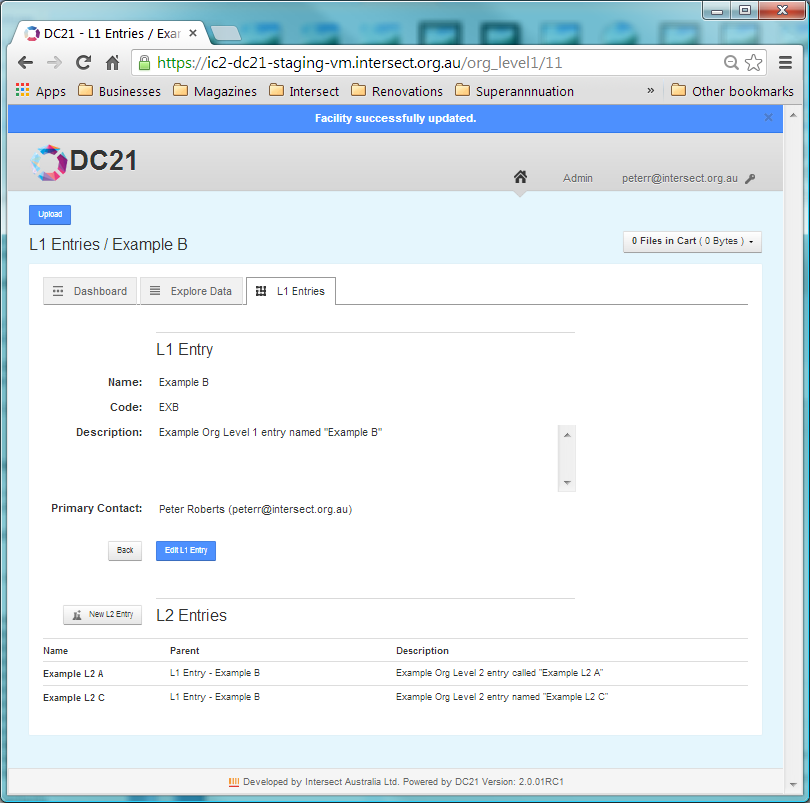 DC21 - L1 Entries / Exar
https://ic2-dc21-staging-vm.intersect.org.au/org_level1/11
Apps Businesses Magazines Intersect Renovations Superannnuation » Other bookmarks
Facility successfully updated.
DC21
Admin peterr@intersect.org.au
Upload
L1 Entries / Example B
0 Files in Cart ( 0 Bytes )
Dashboard Explore Data L1 Entries
L1 Entry
Name: Example B
Code: EXB
Description: Example Org Level 1 entry named "Example B"
Primary Contact: Peter Roberts (peterr@intersect.org.au)
Back Edit L1 Entry
New L2 Entry L2 Entries
Name Parent Description
Example L2 A L1 Entry - Example B Example Org Level 2 entry called "Example L2 A"
Example L2 C L1 Entry - Example B Example Org Level 2 entry named "Example L2 C"
Developed by Intersect Australia Ltd. Powered by DC21 Version: 2.0.01RC1